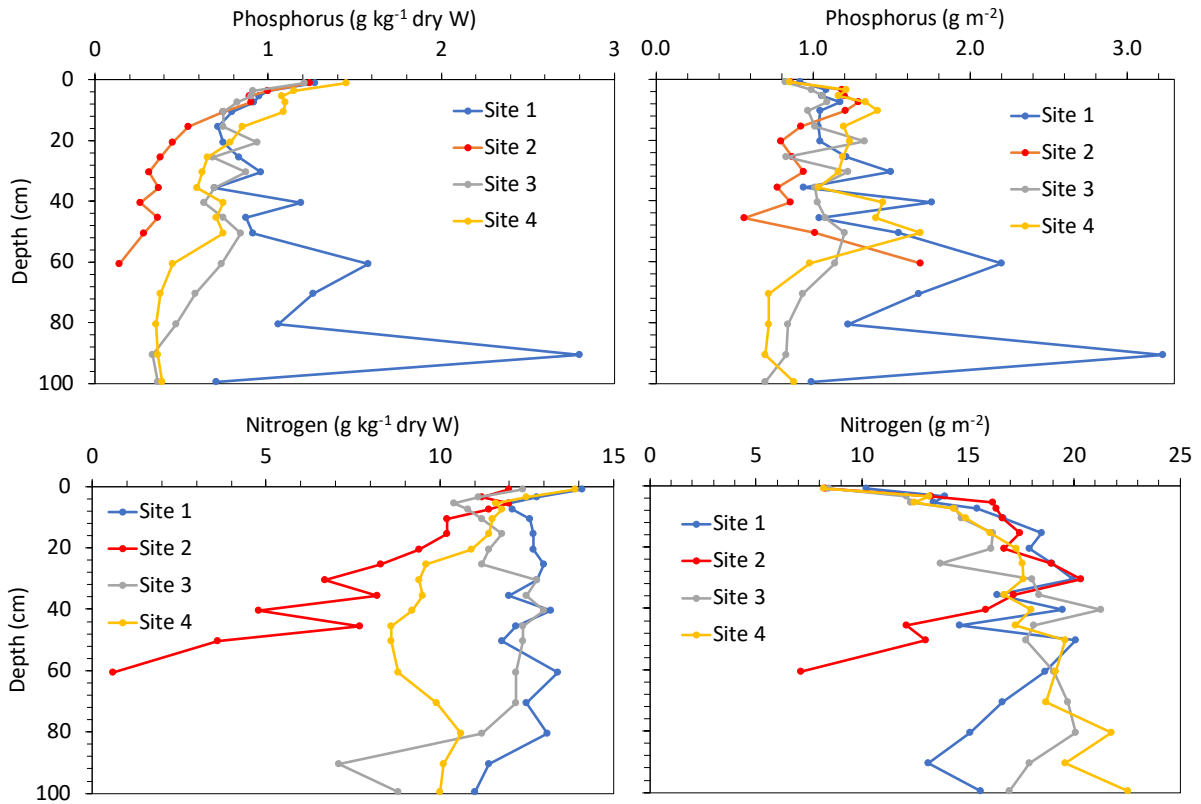 Phosphorus (g kg⁻¹ dry W)
0 1 2 3
Depth (cm)
0
20
40
60
80
100
Site 1
Site 2
Site 3
Site 4
Phosphorus (g m⁻²)
0.0 1.0 2.0 3.0
Site 1
Site 2
Site 3
Site 4
Nitrogen (g kg⁻¹ dry W)
0 5 10 15
Depth (cm)
0
20
40
60
80
100
Site 1
Site 2
Site 3
Site 4
Nitrogen (g m⁻²)
0 5 10 15 20 25
Site 1
Site 2
Site 3
Site 4